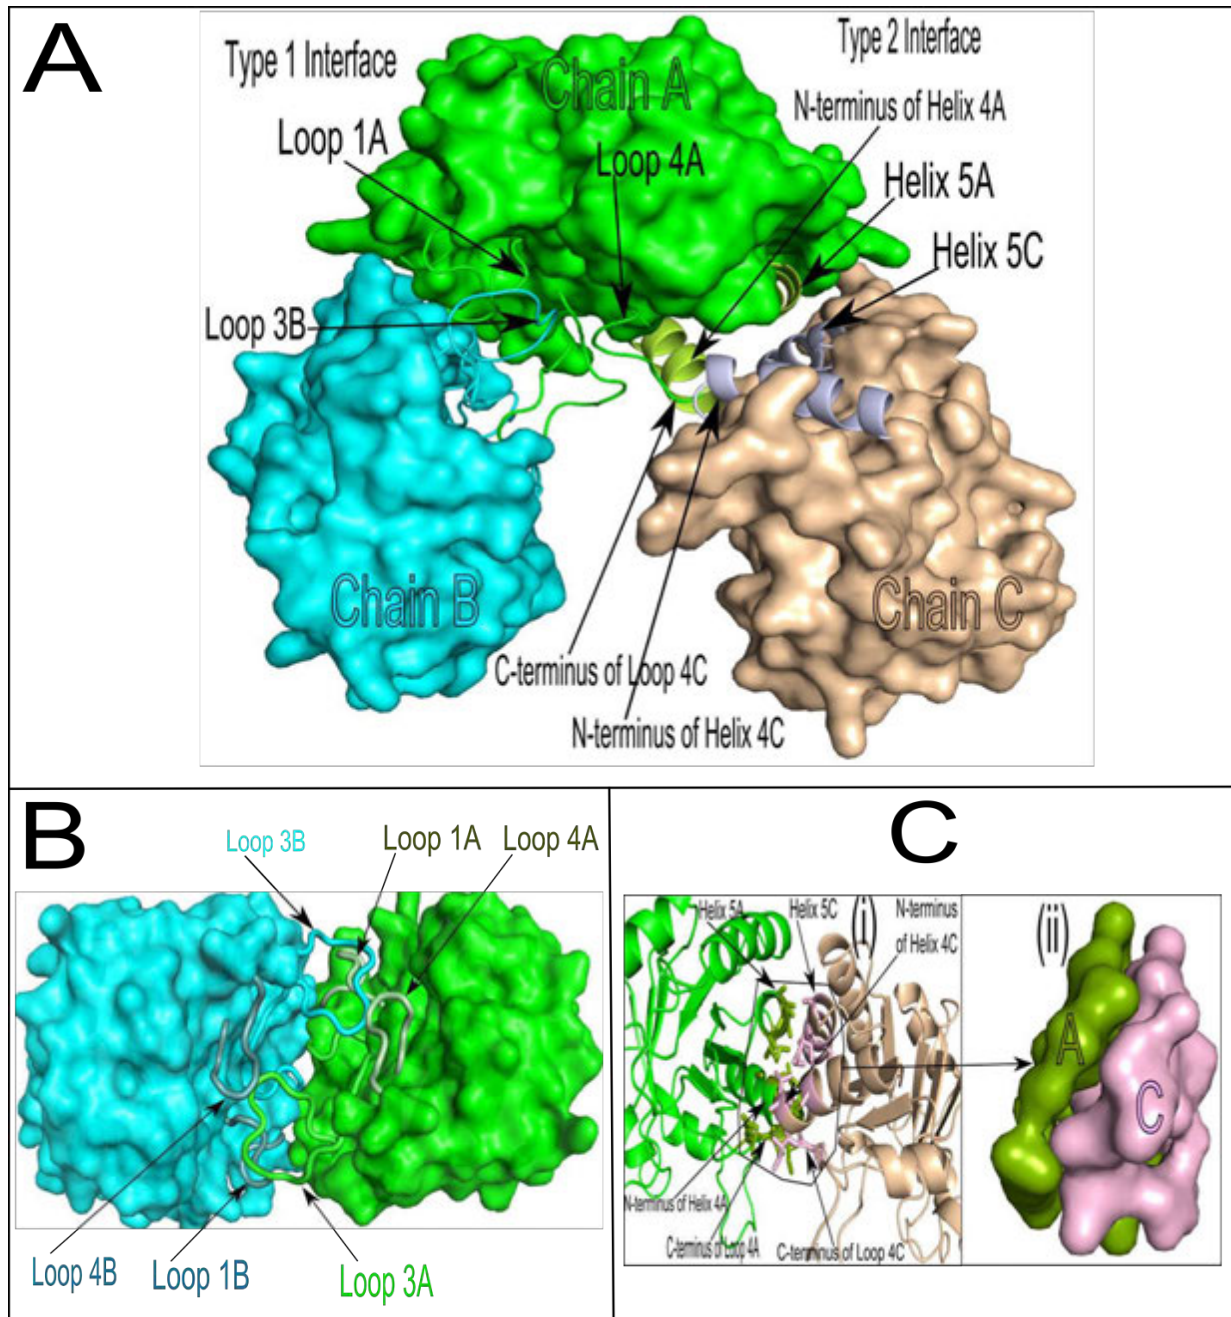 A
Type 1 Interface
Chain A
Type 2 Interface
N-terminus of Helix 4A
Loop 1A
Loop 4A
Helix 5A
Helix 5C
Loop 3B
Chain B
Chain C
C-terminus of Loop 4C
N-terminus of Helix 4C
B
Loop 3B
Loop 1A
Loop 4A
Loop 4B
Loop 1B
Loop 3A
C
Helix 5A
Helix 5C
(i)
N-terminus
of Helix 4C
N-terminus of Helix 4A
C-terminus of Loop 4A
C-terminus of Loop 4C
(ii)
A
C